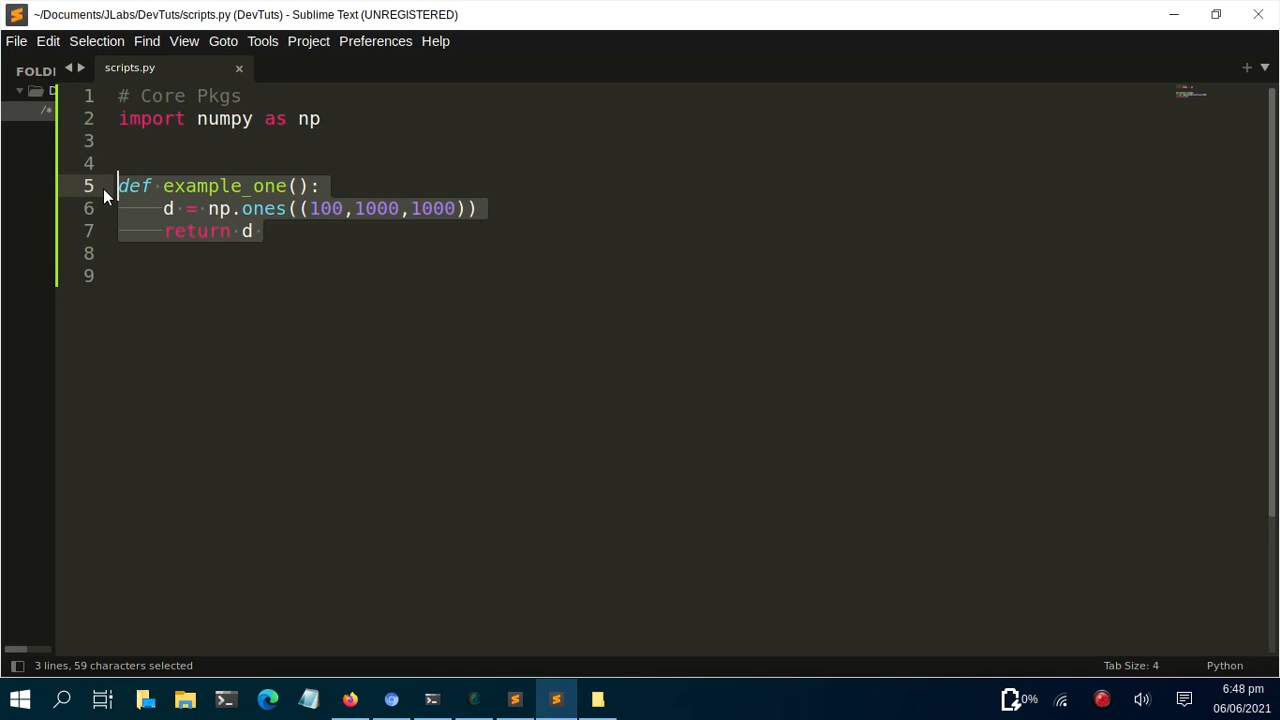 ~/Documents/JLabs/DevTuts/scripts.py (DevTuts) - Sublime Text (UNREGISTERED)
File Edit Selection Find View Goto Tools Project Preferences Help
FOLDI
scripts.py
D
/*
1 # Core Pkgs
2 import numpy as np
3
4
5 def example_one():
6 d = np.ones((100,1000,1000))
7 return d
8
9
3 lines, 59 characters selected
Tab Size: 4
Python
0%
6:48 pm
06/06/2021